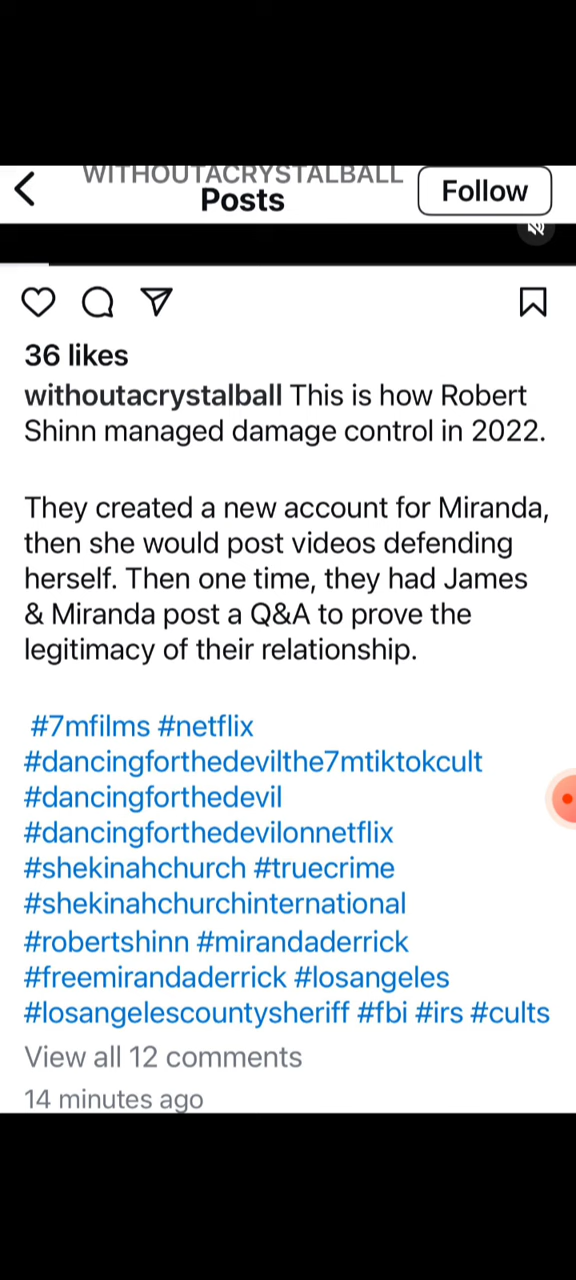 WITHOUTACRYSTALBALL
Posts
Follow
36 likes
withoutacrystalball This is how Robert
Shinn managed damage control in 2022.
They created a new account for Miranda,
then she would post videos defending
herself. Then one time, they had James
& Miranda post a Q&A to prove the
legitimacy of their relationship.
#7mfilms #netflix
#dancingforthedevilthe7mtiktokcult
#dancingforthedevil
#dancingforthedevilonnetflix
#shekinahchurch #truecrime
#shekinahchurchinternational
#robertshinn #mirandaderrick
#freemirandaderrick #losangeles
#losangelescountysheriff #fbi #irs #cults
View all 12 comments
14 minutes ago